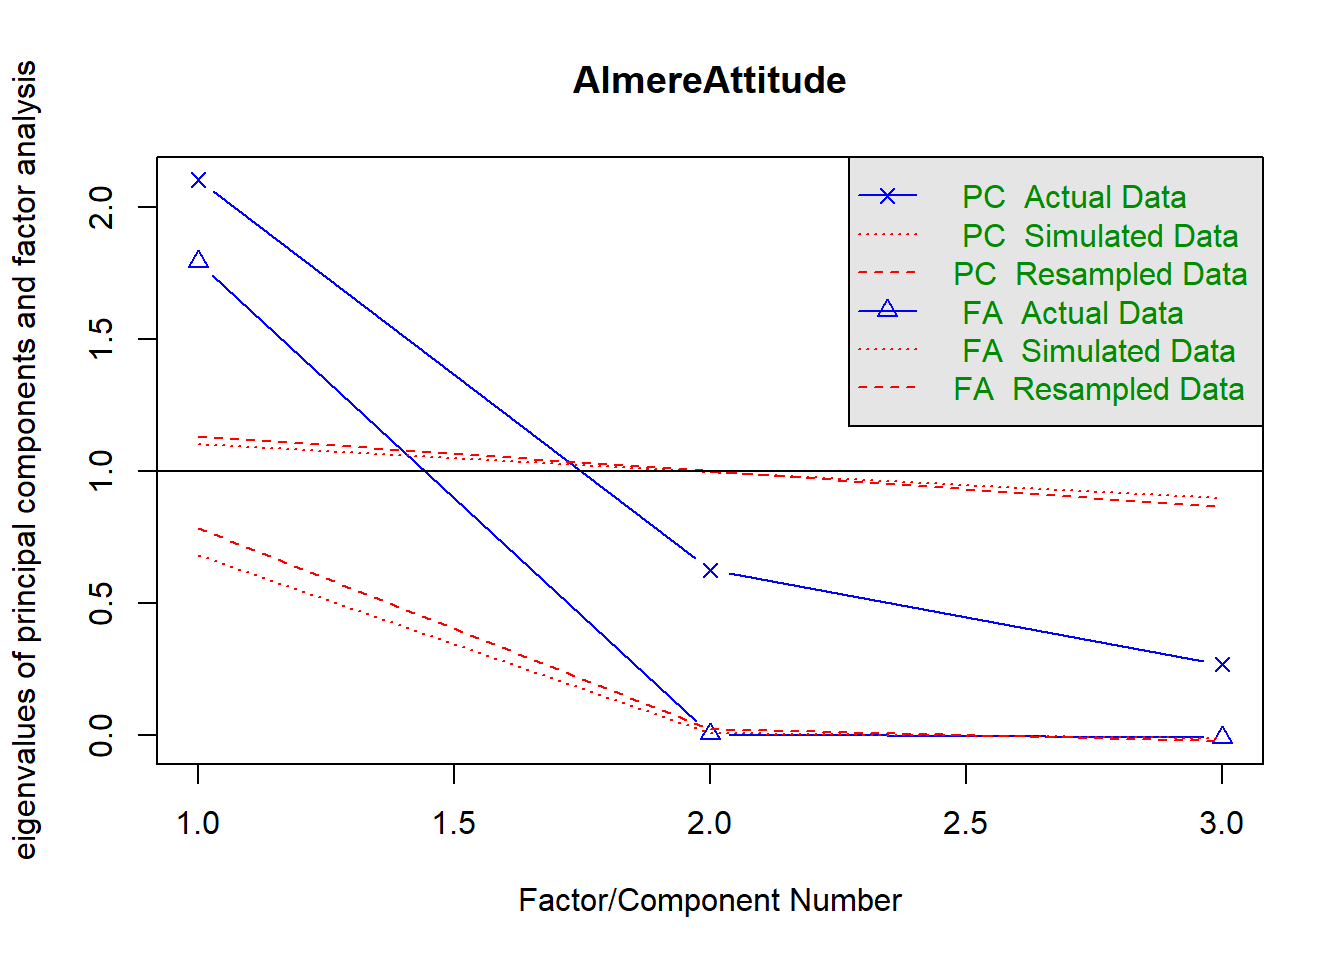 AlmereAttitude
eigenvalues of principal components and factor analysis
2.0
1.5
1.0
0.5
0.0
PC Actual Data
PC Simulated Data
PC Resampled Data
FA Actual Data
FA Simulated Data
FA Resampled Data
1.0 1.5 2.0 2.5 3.0
Factor/Component Number